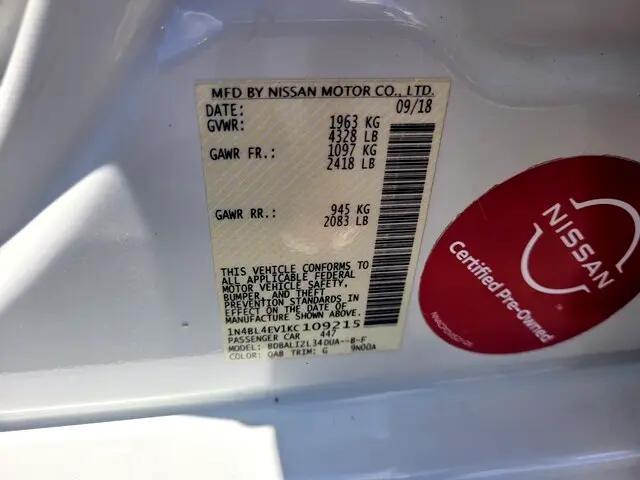 MFD BY NISSAN MOTOR CO., LTD.
DATE: 09/18
GVWR: 1963 KG
4328 LB
GAWR FR.: 1097 KG
2418 LB
GAWR RR.: 945 KG
2083 LB
THIS VEHICLE CONFORMS TO
ALL APPLICABLE FEDERAL
MOTOR VEHICLE SAFETY,
BUMPER, AND THEFT
PREVENTION STANDARDS IN
EFFECT ON THE DATE OF
MANUFACTURE SHOWN ABOVE.
1N4BL4EV1KC109215
PASSENGER CAR 447
MODEL: BDBALIZL34DUA--B-F
COLOR: QAB TRIM: G 9N00A
NISSAN
Certified Pre-Owned